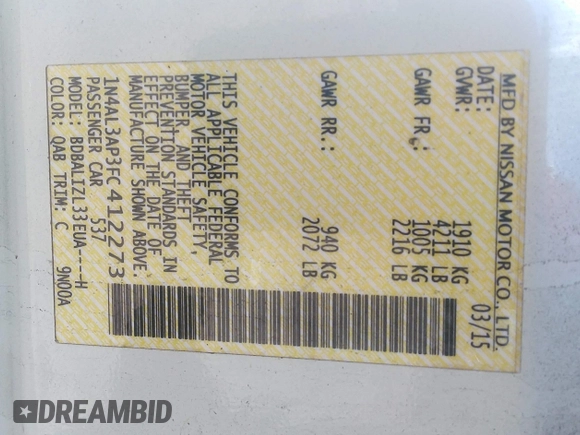 MFD BY NISSAN MOTOR CO., LTD.
DATE: 03/15
GVWR: 1910 KG
4211 LB
GAWR FR: 1005 KG
2216 LB
GAWR RR: 940 KG
2072 LB
THIS VEHICLE CONFORMS TO
ALL APPLICABLE FEDERAL
MOTOR VEHICLE SAFETY,
BUMPER, AND THEFT
PREVENTION STANDARDS IN
EFFECT ON THE DATE OF
MANUFACTURE SHOWN ABOVE.
1N4AL3AP3FC412273
PASSENGER CAR 537
MODEL: BDBALIZL33EUA----H
COLOR: QAB TRIM: C 9N00A
DREAMBID